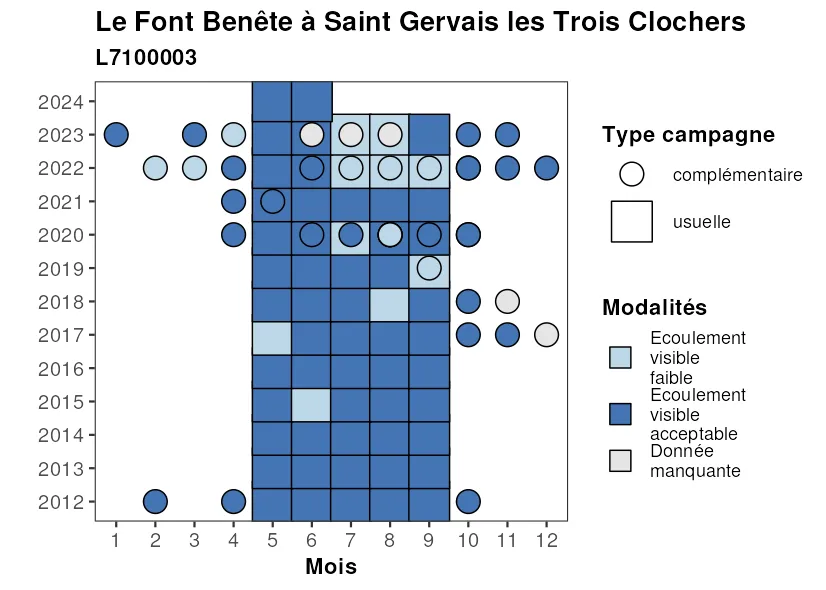 Le Font Benête à Saint Gervais les Trois Clochers
L7100003
2024
2023
2022
2021
2020
2019
2018
2017
2016
2015
2014
2013
2012
1 2 3 4 5 6 7 8 9 10 11 12
Mois
Type campagne
complémentaire
usuelle
Modalités
Ecoulement
visible
faible
Ecoulement
visible
acceptable
Donnée
manquante